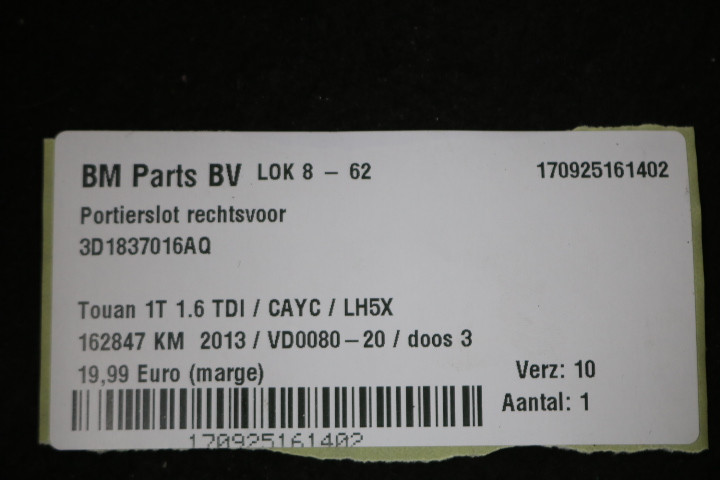 BM Parts BV LOK 8 - 62 170925161402
Portierslot rechtsvoor
3D1837016AQ
Touan 1T 1.6 TDI / CAYC / LH5X
162847 KM 2013 / VD0080-20 / doos 3
19,99 Euro (marge) Verz: 10
Aantal: 1
170925161402